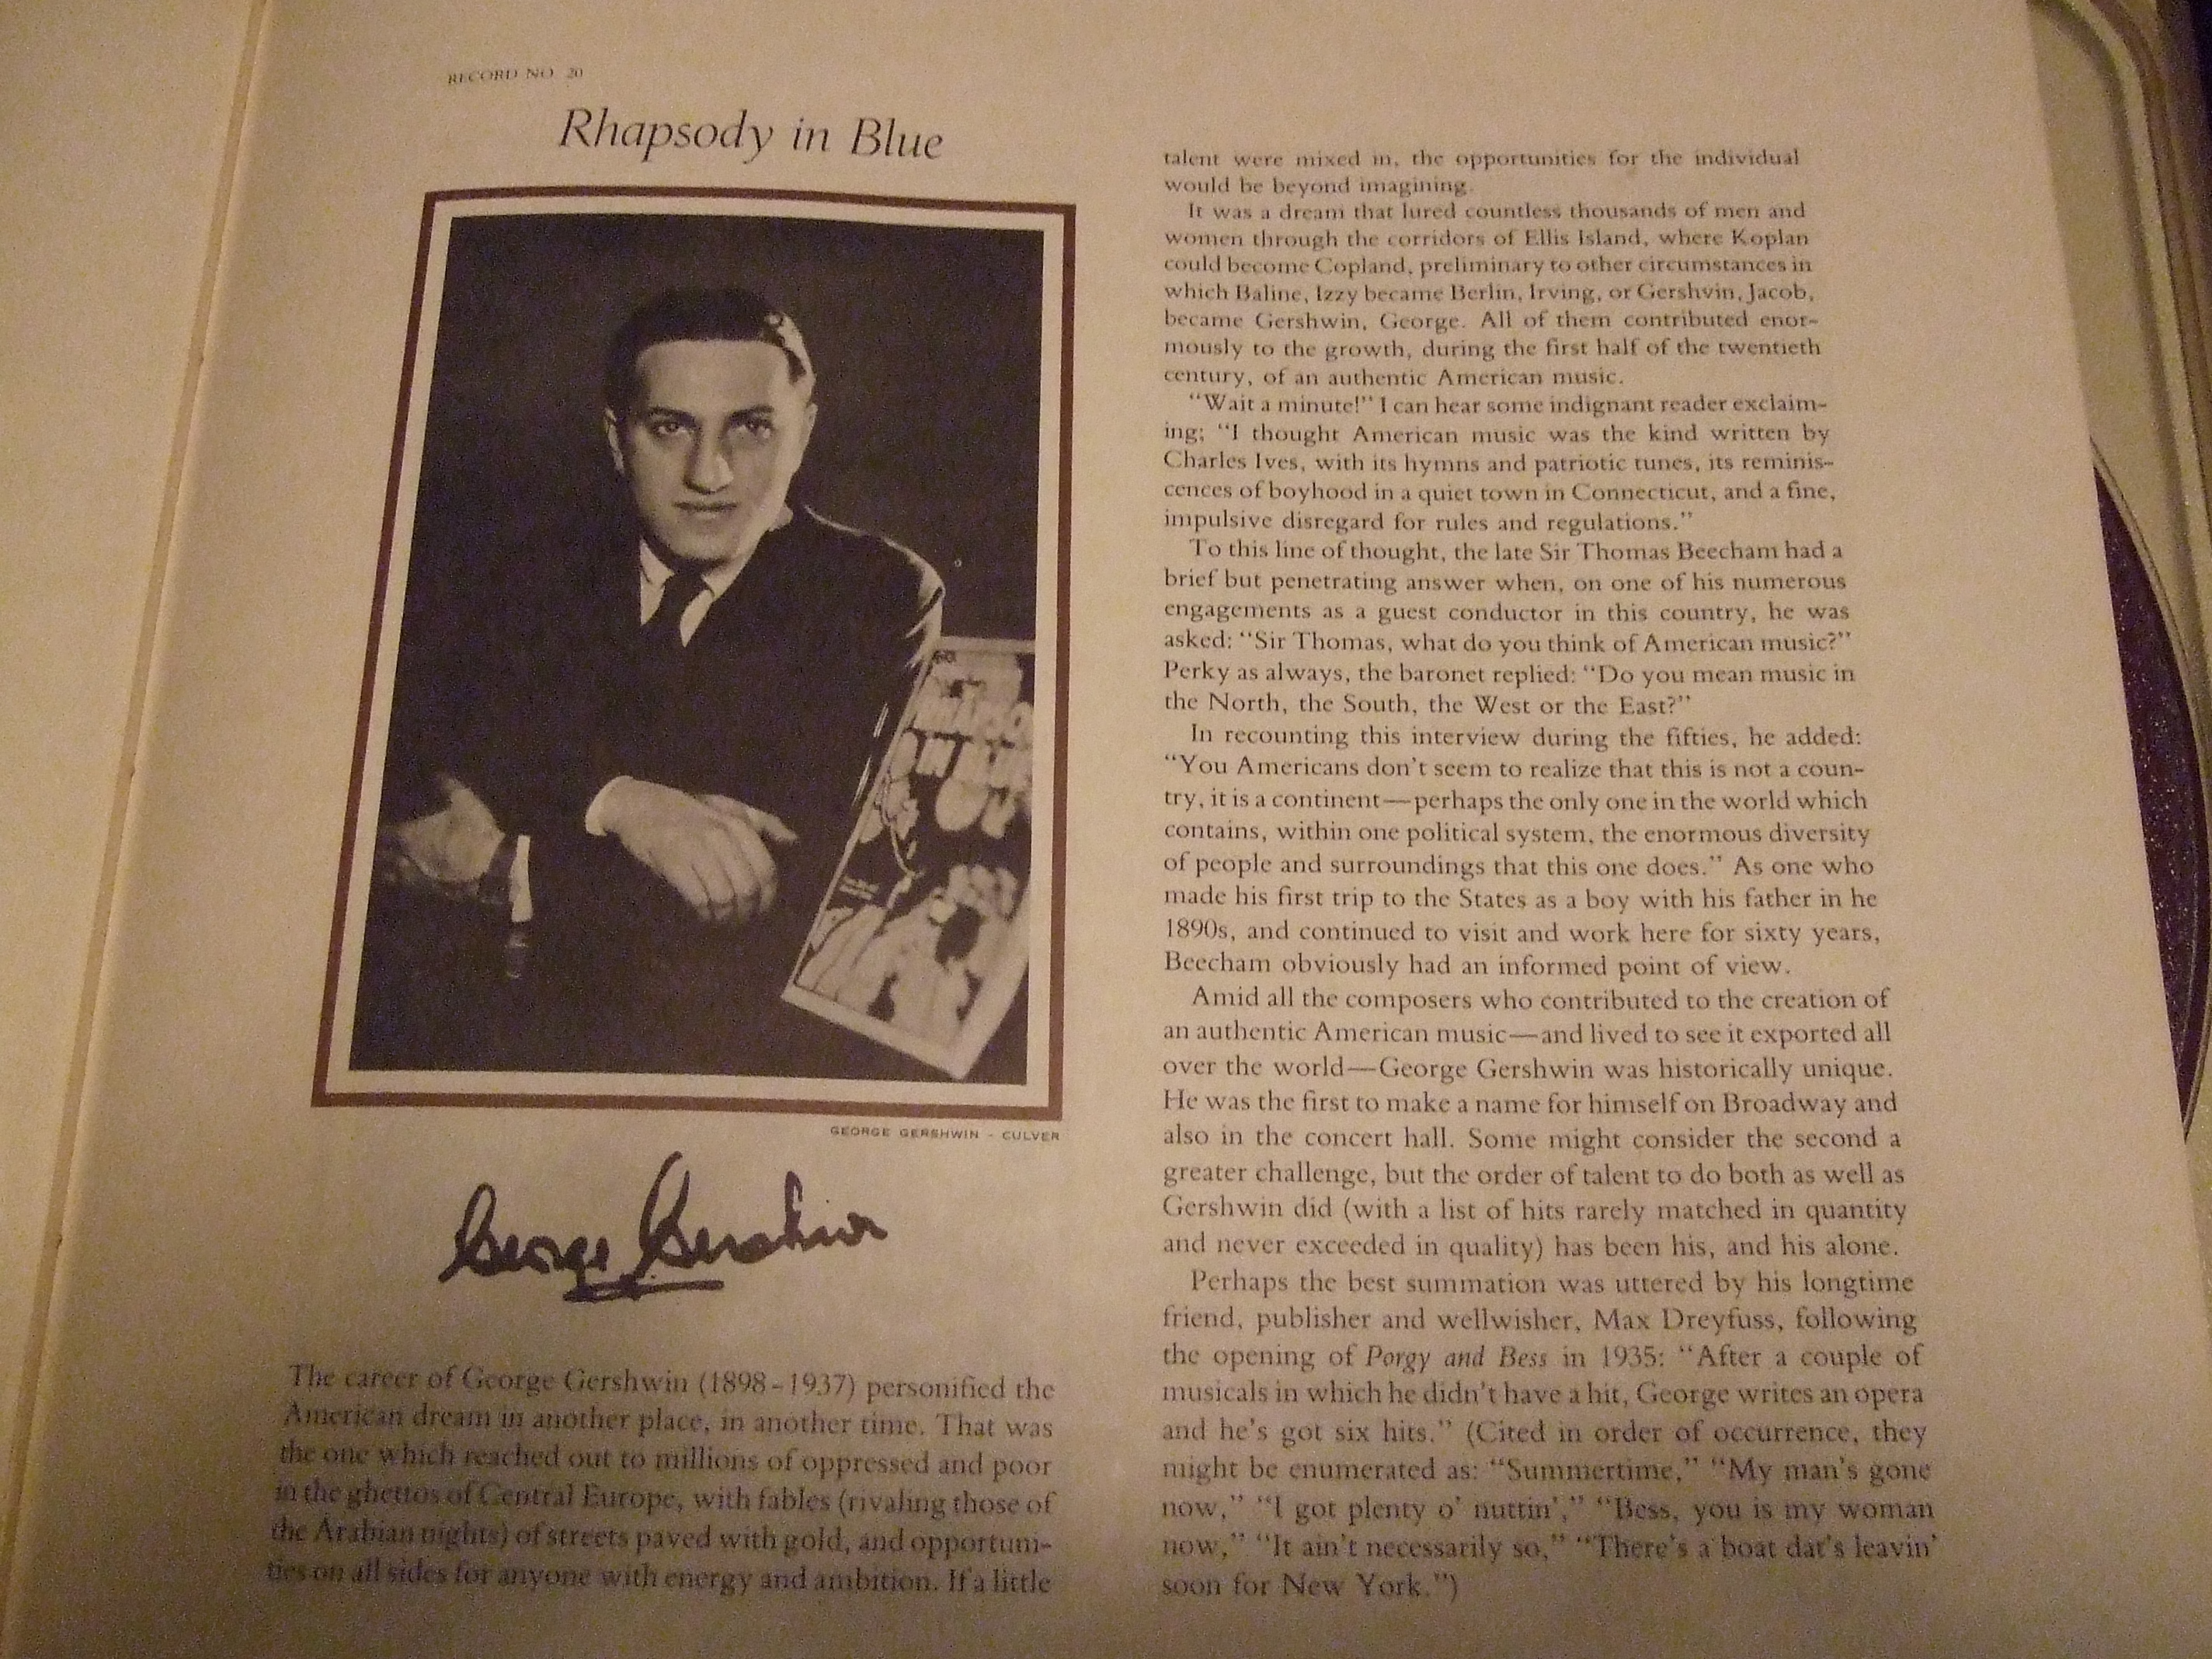 RECORD NO. 20
Rhapsody in Blue
GEORGE GERSHWIN - CULVER
George Gershwin
The career of George Gershwin (1898-1937) personified the
American dream in another place, in another time. That was
the one which reached out to millions of oppressed and poor
in the ghettos of Central Europe, with fables (rivaling those of
the Arabian nights) of streets paved with gold, and opportuni-
ties on all sides for anyone with energy and ambition. If a little
talent were mixed in, the opportunities for the individual
would be beyond imagining.
It was a dream that lured countless thousands of men and
women through the corridors of Ellis Island, where Koplan
could become Copland, preliminary to other circumstances in
which Baline, Izzy became Berlin, Irving, or Gershvin, Jacob,
became Gershwin, George. All of them contributed enor-
mously to the growth, during the first half of the twentieth
century, of an authentic American music.
“Wait a minute!” I can hear some indignant reader exclaim-
ing; “I thought American music was the kind written by
Charles Ives, with its hymns and patriotic tunes, its reminis-
cences of boyhood in a quiet town in Connecticut, and a fine,
impulsive disregard for rules and regulations.”
To this line of thought, the late Sir Thomas Beecham had a
brief but penetrating answer when, on one of his numerous
engagements as a guest conductor in this country, he was
asked: “Sir Thomas, what do you think of American music?”
Perky as always, the baronet replied: “Do you mean music in
the North, the South, the West or the East?”
In recounting this interview during the fifties, he added:
“You Americans don’t seem to realize that this is not a coun-
try, it is a continent—perhaps the only one in the world which
contains, within one political system, the enormous diversity
of people and surroundings that this one does.” As one who
made his first trip to the States as a boy with his father in he
1890s, and continued to visit and work here for sixty years,
Beecham obviously had an informed point of view.
Amid all the composers who contributed to the creation of
an authentic American music—and lived to see it exported all
over the world—George Gershwin was historically unique.
He was the first to make a name for himself on Broadway and
also in the concert hall. Some might consider the second a
greater challenge, but the order of talent to do both as well as
Gershwin did (with a list of hits rarely matched in quantity
and never exceeded in quality) has been his, and his alone.
Perhaps the best summation was uttered by his longtime
friend, publisher and wellwisher, Max Dreyfuss, following
the opening of Porgy and Bess in 1935: “After a couple of
musicals in which he didn’t have a hit, George writes an opera
and he’s got six hits.” (Cited in order of occurrence, they
might be enumerated as: “Summertime,” “My man’s gone
now,” “I got plenty o’ nuttin’,” “Bess, you is my woman
now,” “It ain’t necessarily so,” “There’s a boat dat’s leavin’
soon for New York.”)